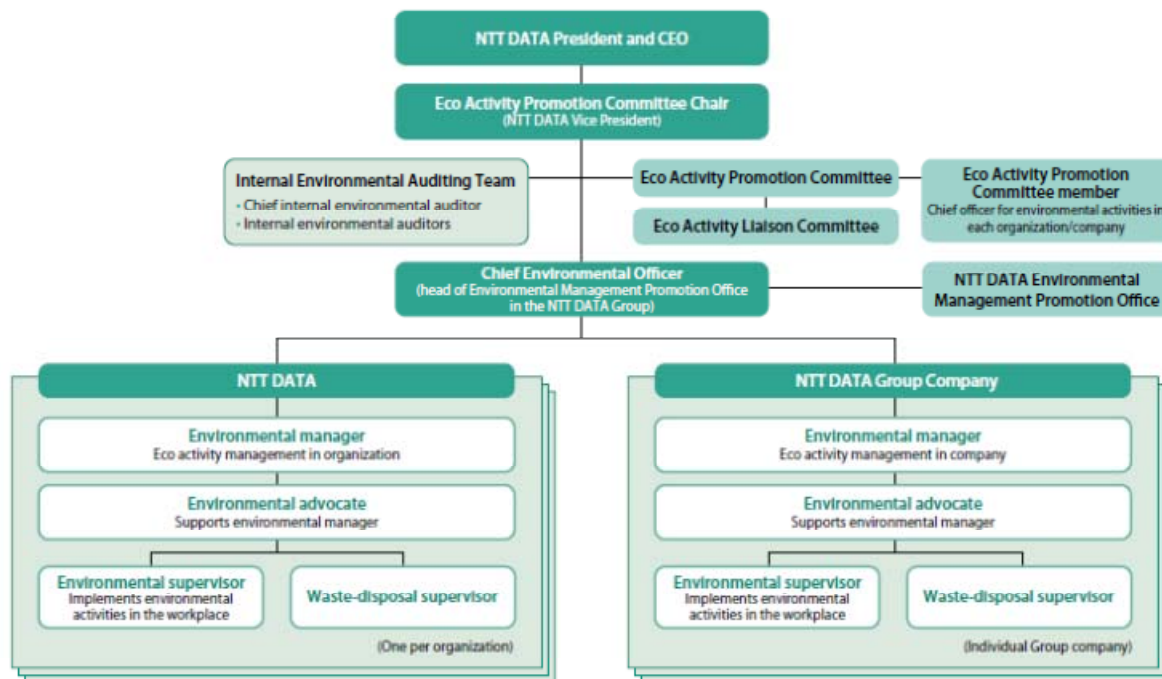 NTT DATA President and CEO
Eco Activity Promotion Committee Chair
(NTT DATA Vice President)
Internal Environmental Auditing Team
• Chief internal environmental auditor
• Internal environmental auditors
Eco Activity Promotion Committee
Eco Activity Liaison Committee
Eco Activity Promotion
Committee member
Chief officer for environmental activities in
each organization/company
Chief Environmental Officer
(head of Environmental Management Promotion Office
in the NTT DATA Group)
NTT DATA Environmental
Management Promotion Office
NTT DATA
Environmental manager
Eco activity management in organization
Environmental advocate
Supports environmental manager
Environmental supervisor
Implements environmental
activities in the workplace
Waste-disposal supervisor
(One per organization)
NTT DATA Group Company
Environmental manager
Eco activity management in company
Environmental advocate
Supports environmental manager
Environmental supervisor
Implements environmental
activities in the workplace
Waste-disposal supervisor
(Individual Group company)